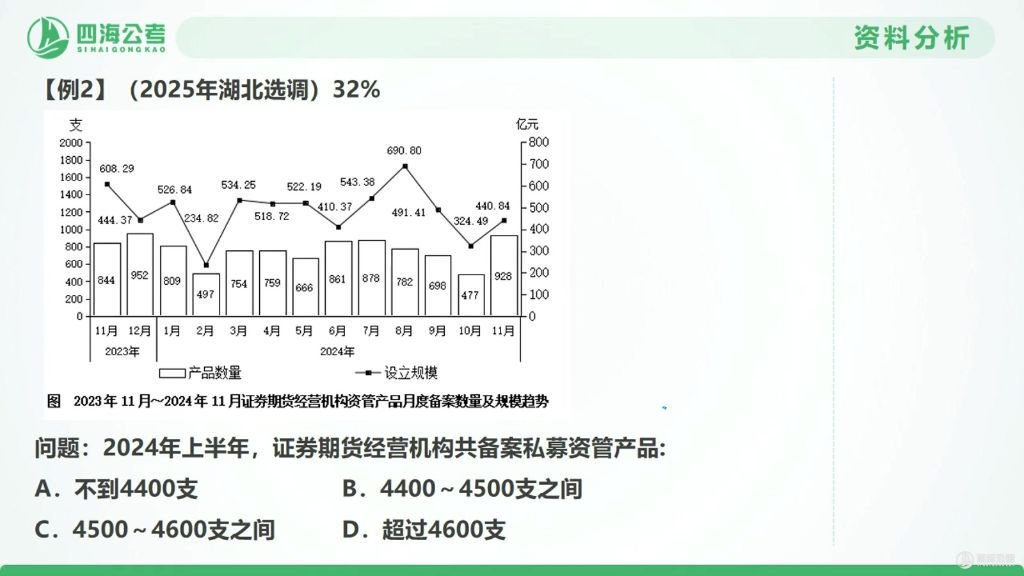 四海公考
SIHAIGONGKAO
资料分析
【例2】（2025年湖北选调）32%
支 亿元
2000 800
1800 700
1600 600
1400 500
1200 400
1000 300
800 200
600 100
400 0
200
0
608.29 444.37 526.84 234.82 534.25 518.72 522.19 410.37 543.38 690.80 491.41 324.49 440.84
844 952 809 497 754 759 666 861 878 782 698 477 928
11月 12月 1月 2月 3月 4月 5月 6月 7月 8月 9月 10月 11月
2023年 2024年
产品数量 设立规模
图 2023年11月～2024年11月证券期货经营机构资管产品月度备案数量及规模趋势
问题：2024年上半年，证券期货经营机构共备案私募资管产品:
A．不到4400支 B．4400～4500支之间
C．4500～4600支之间 D．超过4600支